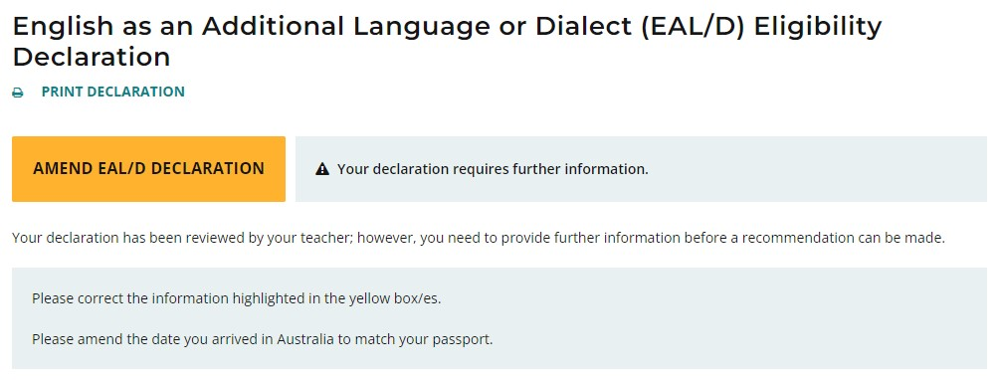 English as an Additional Language or Dialect (EAL/D) Eligibility
Declaration
PRINT DECLARATION
AMEND EAL/D DECLARATION
Your declaration requires further information.
Your declaration has been reviewed by your teacher; however, you need to provide further information before a recommendation can be made.
Please correct the information highlighted in the yellow box/es.
Please amend the date you arrived in Australia to match your passport.